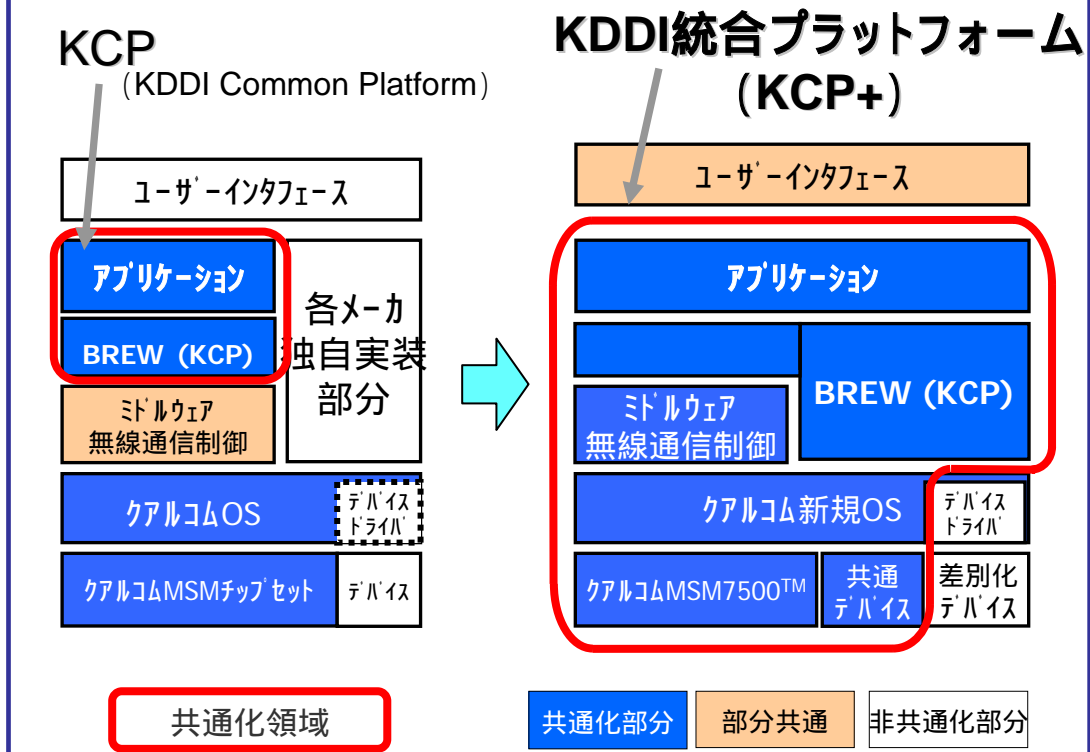 KCP
(KDDI Common Platform)
ユーザーインタフェース
アプリケーション
BREW (KCP)
各メーカ
独自実装
部分
ミドルウェア
無線通信制御
クアルコムOS
デバイス
ドライバ
クアルコムMSMチップセット
デバイス
共通化領域
KDDI統合プラットフォーム
(KCP+)
ユーザーインタフェース
アプリケーション
BREW (KCP)
ミドルウェア
無線通信制御
クアルコム新規OS
デバイス
ドライバ
クアルコムMSM7500TM
共通
デバイス
差別化
デバイス
共通化部分
部分共通
非共通化部分